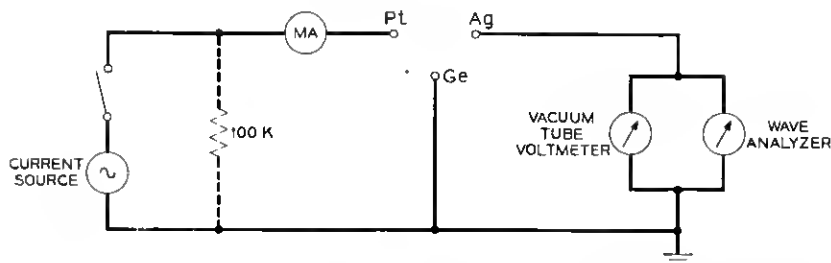 MA
Pt
Ag
Ge
100 K
CURRENT
SOURCE
VACUUM
TUBE
VOLTMETER
WAVE
ANALYZER